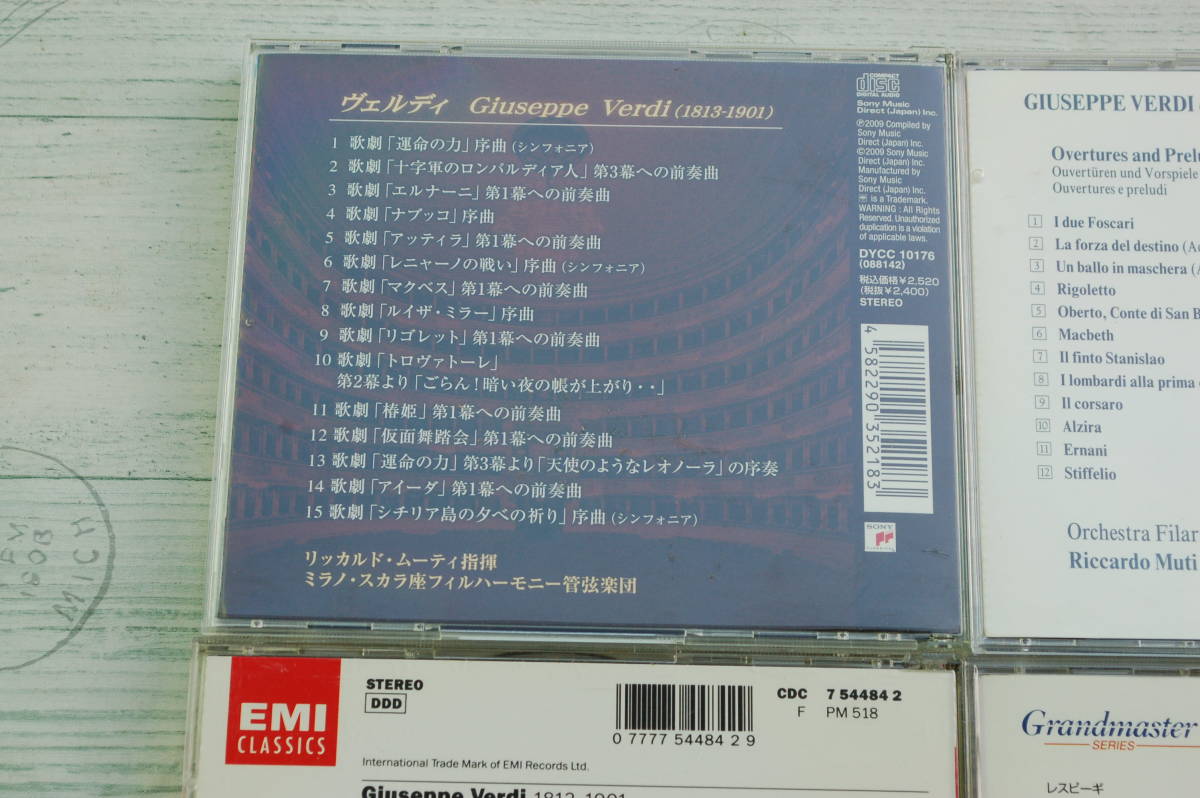 ヴェルディ Giuseppe Verdi (1813-1901)
1 歌劇「運命の力」序曲 (シンフォニア)
2 歌劇「十字軍のロンバルディア人」第3幕への前奏曲
3 歌劇「エルナーニ」第1幕への前奏曲
4 歌劇「ナブッコ」序曲
5 歌劇「アッティラ」第1幕への前奏曲
6 歌劇「レニャーノの戦い」序曲 (シンフォニア)
7 歌劇「マクベス」第1幕への前奏曲
8 歌劇「ルイザ・ミラー」序曲
9 歌劇「リゴレット」第1幕への前奏曲
10 歌劇「トロヴァトーレ」
第2幕より「ごらん！暗い夜の帳が上がり・・」
11 歌劇「椿姫」第1幕への前奏曲
12 歌劇「仮面舞踏会」第1幕への前奏曲
13 歌劇「運命の力」第3幕より「天使のようなレオノーラ」の序奏
14 歌劇「アイーダ」第1幕への前奏曲
15 歌劇「シチリア島の夕べの祈り」序曲 (シンフォニア)
リッカルド・ムーティ指揮
ミラノ・スカラ座フィルハーモニー管弦楽団
COMPACT
disc
DIGITAL AUDIO
Sony Music
Direct (Japan) Inc.
℗2009 Compiled by
Sony Music
Direct (Japan) Inc.
©2009 Sony Music
Direct (Japan) Inc.
Manufactured by
Sony Music
Direct (Japan) Inc.
is a Trademark.
WARNING : All Rights
Reserved. Unauthorized
duplication is a violation
of applicable laws.
DYCC 10176
(088142)
税込価格¥2,520
(税抜¥2,400)
STEREO
4 582290 352183
SONY
GIUSEPPE VERDI
Overtures and Prelu
Ouvertüren und Vorspiele
Ouvertures e preludi
1 I due Foscari
2 La forza del destino (Ac
3 Un ballo in maschera (A
4 Rigoletto
5 Oberto, Conte di San B
6 Macbeth
7 Il finto Stanislao
8 I lombardi alla prima
9 Il corsaro
10 Alzira
11 Ernani
12 Stiffelio
Orchestra Filar
Riccardo Muti
EMI
CLASSICS
STEREO
DDD
0 77775 44842 9
CDC 7 54484 2
F PM 518
International Trade Mark of EMI Records Ltd.
Giuseppe Verdi 1813-1901
Grandmaster
SERIES
レスピーギ
PM
180B
MICH